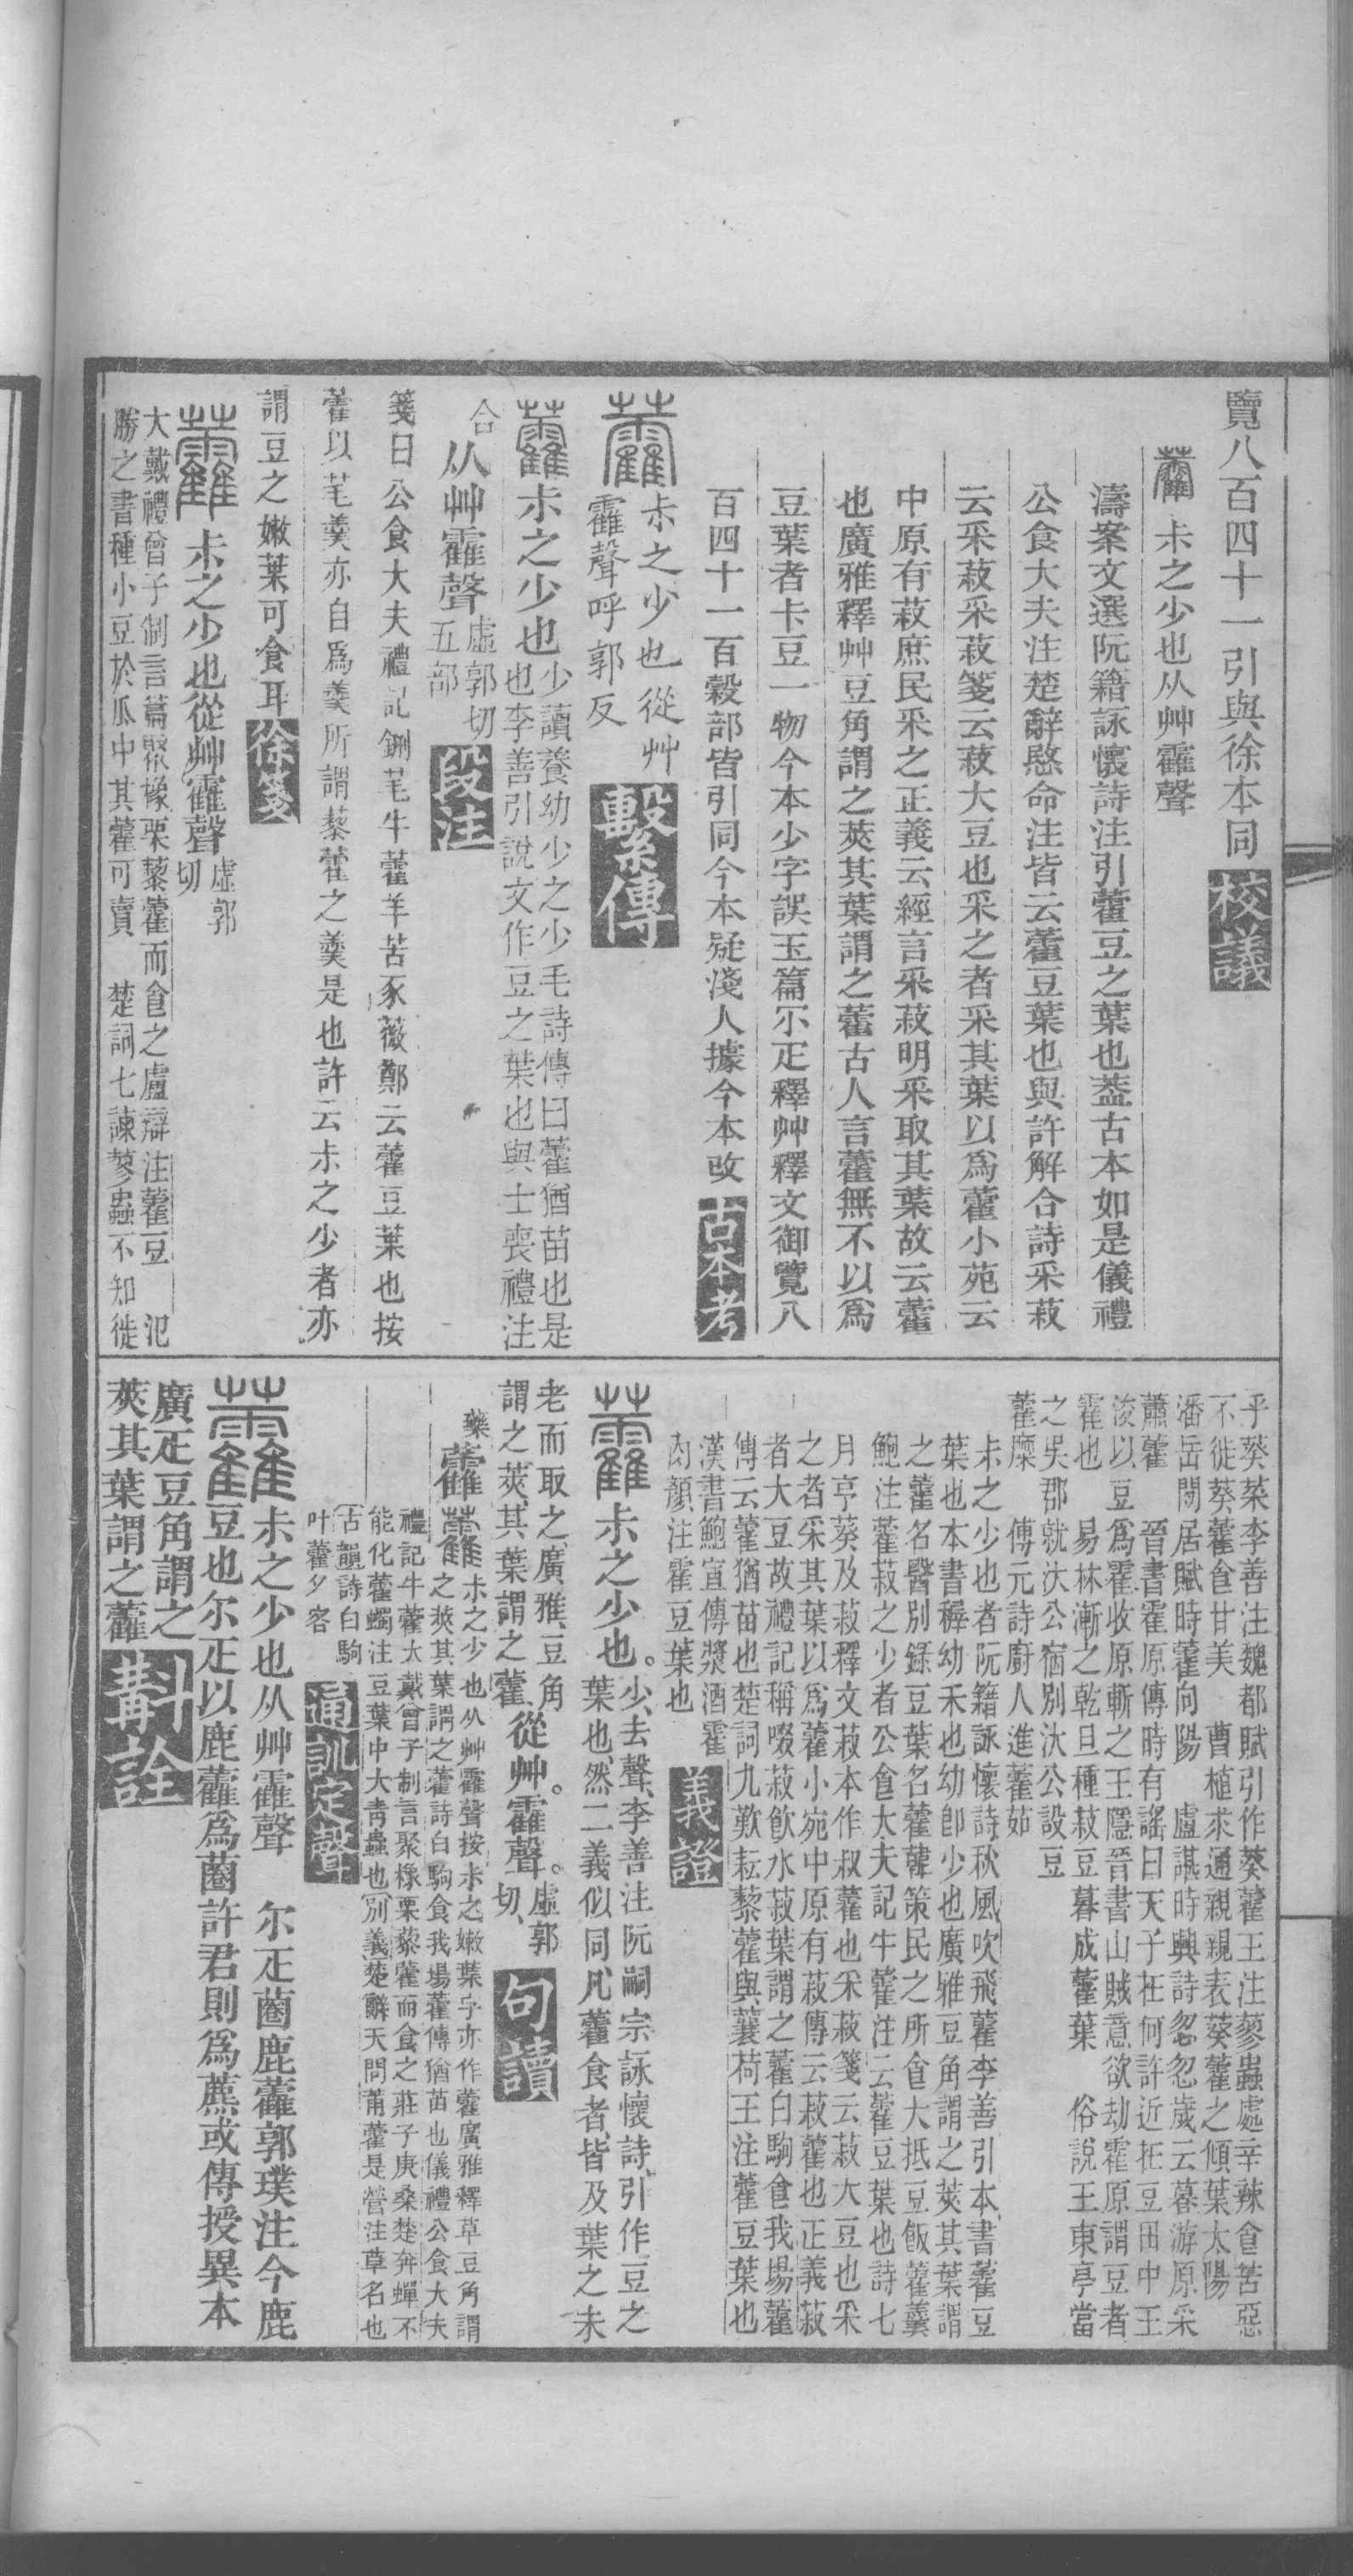 覽八百四十一引與徐本同 校議
藿 尗之少也从艸靃聲
濤案文選阮籍詠懷詩注引藿豆之葉也葢古本如是儀禮
公食大夫注楚辭愍命注皆云藿豆葉也與許解合詩采菽
云采菽采菽箋云菽大豆也采之者采其葉以爲藿小苑云
中原有菽庶民采之正義云經言采菽明采取其葉故云藿
也廣雅釋艸豆角謂之莢其葉謂之藿古人言藿無不以爲
豆葉者尗豆一物今本少字誤玉篇尒疋釋艸釋文御覽八
百四十一百穀部皆引同今本疑淺人據今本改 古本考
藿 尗之少也從艸
靃聲呼郭反 繫傳
藿 尗之少也 少讀養幼少之少毛詩傳曰藿猶苗也是
也李善引說文作豆之葉也與士喪禮注
合 从艸靃聲 虛郭切
五部 段注
箋曰公食大夫禮記鉶芼牛藿羊苦豕薇鄭云藿豆葉也按
藿以芼羹亦自爲羹所謂藜藿之羹是也許云尗之少者亦
謂豆之嫩葉可食耳 徐箋
藿 尗之少也從艸靃聲 虛郭
切
大戴禮曾子制言篇聚橡栗藜藿而食之盧辯注藿豆 氾
勝之書種小豆於瓜中其藿可賣 楚詞七諫蓼蟲不知徙
乎葵菜李善注魏都賦引作葵藿王注蓼蟲處辛辣食苦惡
不徙葵藿食甘美 曹植求通親親表葵藿之傾葉太陽
潘岳閒居賦時藿向陽 盧諶時興詩忽忽歲云暮游原采
蕭藿 晉書霍原傳時有謠曰天子在何許近在豆田中王
浚以豆爲霍收原斬之王隱晉書山賊意欲劫霍原謂豆者
霍也 易林漸之乾旦種菽豆暮成藿葉 俗說王東亭當
之吳郡就汰公宿別汰公設豆
藿糜 傅元詩廚人進藿茹
尗之少也者阮籍詠懷詩秋風吹飛藿李善引本書藿豆
葉也本書稺幼禾也幼卽少也廣雅豆角謂之莢其葉謂
之藿名醫別錄豆葉名藿韓策民之所食大抵豆飯藿羹
鮑注藿菽之少者公食大夫記牛藿注云藿豆葉也詩七
月亨葵及菽釋文菽本作叔藿也采菽箋云菽大豆也采
之者采其葉以爲藿小宛中原有菽傳云菽藿也正義菽
者大豆故禮記稱啜菽飮水菽葉謂之藿白駒食我場藿
傳云藿猶苗也楚詞九歎耘藜藿與蘘荷王注藿豆葉也
漢書鮑宣傳漿酒霍
肉顏注霍豆葉也 義證
藿 尗之少也。少、去聲、李善注阮嗣宗詠懷詩引作豆之
葉也、然二義似同、凡藿食者、皆及葉之未
老而取之、廣雅、豆角
謂之莢、其葉謂之藿、從艸。靃聲。虛郭
切、 句讀
藥 藿 藿 尗之少也从艸靃聲按尗之嫩葉字亦作藿廣雅釋草豆角謂
之莢其葉謂之藿詩白駒食我場藿傳猶苗也儀禮公食大夫
禮記牛藿大戴曾子制言聚橡栗藜藿而食之莊子庚桑楚奔蜂不
能化藿蠋注豆葉中大靑蟲也〔別義〕楚辭天問莆藿是營注草名也
〔古韻〕詩白駒
叶藿夕客 通訓定聲
藿 尗之少也从艸靃聲 尔疋蔨鹿藿郭璞注今鹿
豆也尔疋以鹿藿爲蔨許君則爲藨或傳授異本
廣疋豆角謂之
莢其葉謂之藿 斠詮